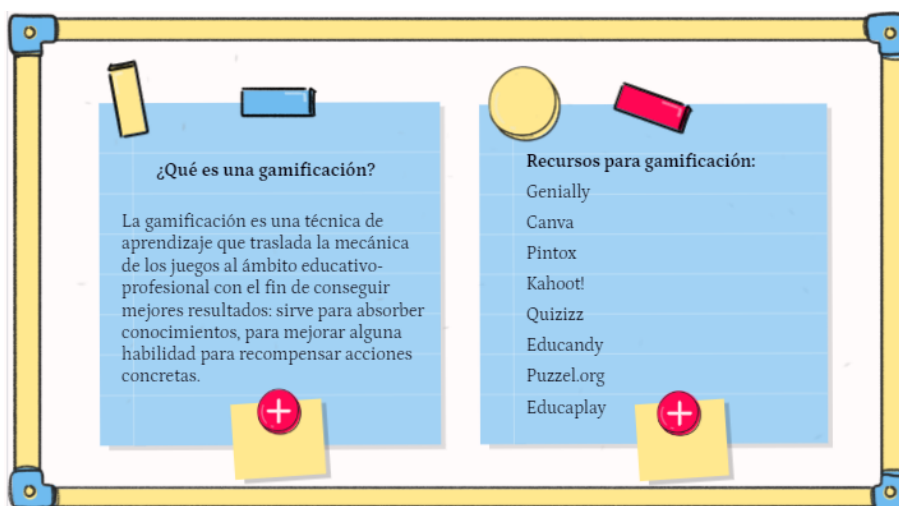 ¿Qué es una gamificación?
La gamificación es una técnica de
aprendizaje que traslada la mecánica
de los juegos al ámbito educativo-
profesional con el fin de conseguir
mejores resultados: sirve para absorber
conocimientos, para mejorar alguna
habilidad para recompensar acciones
concretas.
Recursos para gamificación:
Genially
Canva
Pintox
Kahoot!
Quizizz
Educandy
Puzzel.org
Educaplay